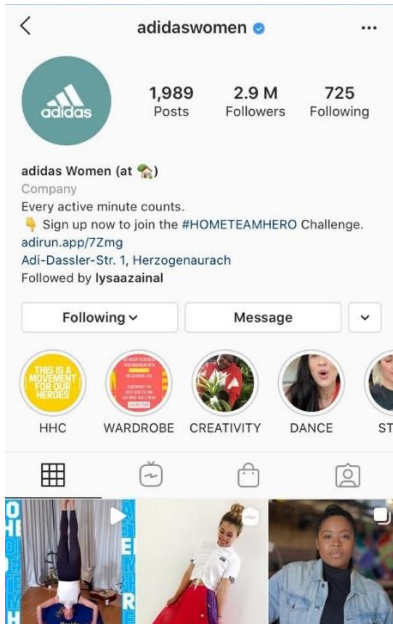 adidaswomen
adidas
1,989 2.9 M 725
Posts Followers Following
adidas Women (at 🏡)
Company
Every active minute counts.
👇 Sign up now to join the #HOMETEAMHERO Challenge.
adirun.app/7Zmg
Adi-Dassler-Str. 1, Herzogenaurach
Followed by lysaazainal
Following Message
THIS IS A
MOVEMENT
FOR OUR
HEROES
HHC WARDROBE CREATIVITY DANCE ST